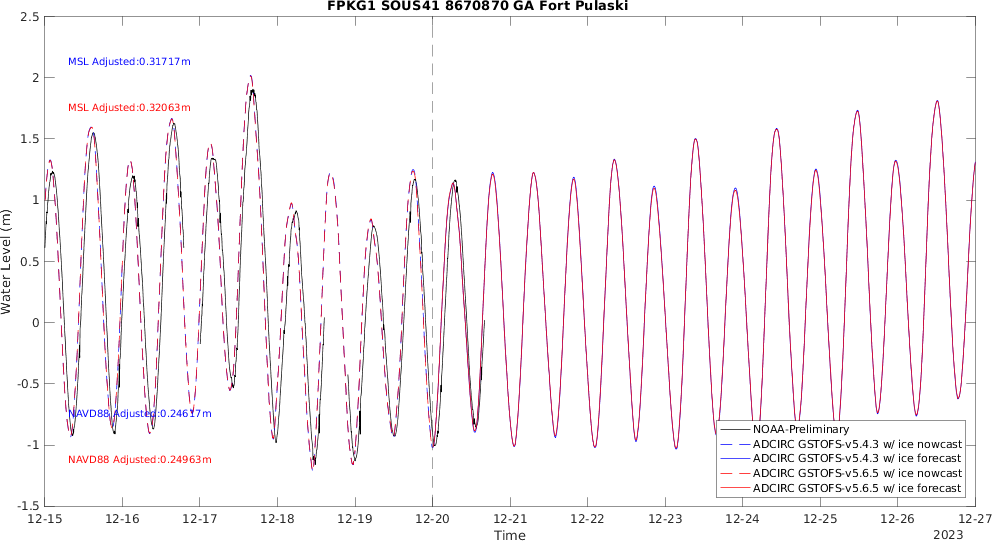 FPKG1 SOUS41 8670870 GA Fort Pulaski
2.5
2
1.5
1
0.5
0
-0.5
-1
-1.5
Water Level (m)
MSL Adjusted:0.31717m
MSL Adjusted:0.32063m
NAVD88 Adjusted:0.24617m
NAVD88 Adjusted:0.24963m
NOAA-Preliminary
ADCIRC GSTOFS-v5.4.3 w/ ice nowcast
ADCIRC GSTOFS-v5.4.3 w/ ice forecast
ADCIRC GSTOFS-v5.6.5 w/ ice nowcast
ADCIRC GSTOFS-v5.6.5 w/ ice forecast
12-15 12-16 12-17 12-18 12-19 12-20 12-21 12-22 12-23 12-24 12-25 12-26 12-27
Time
2023